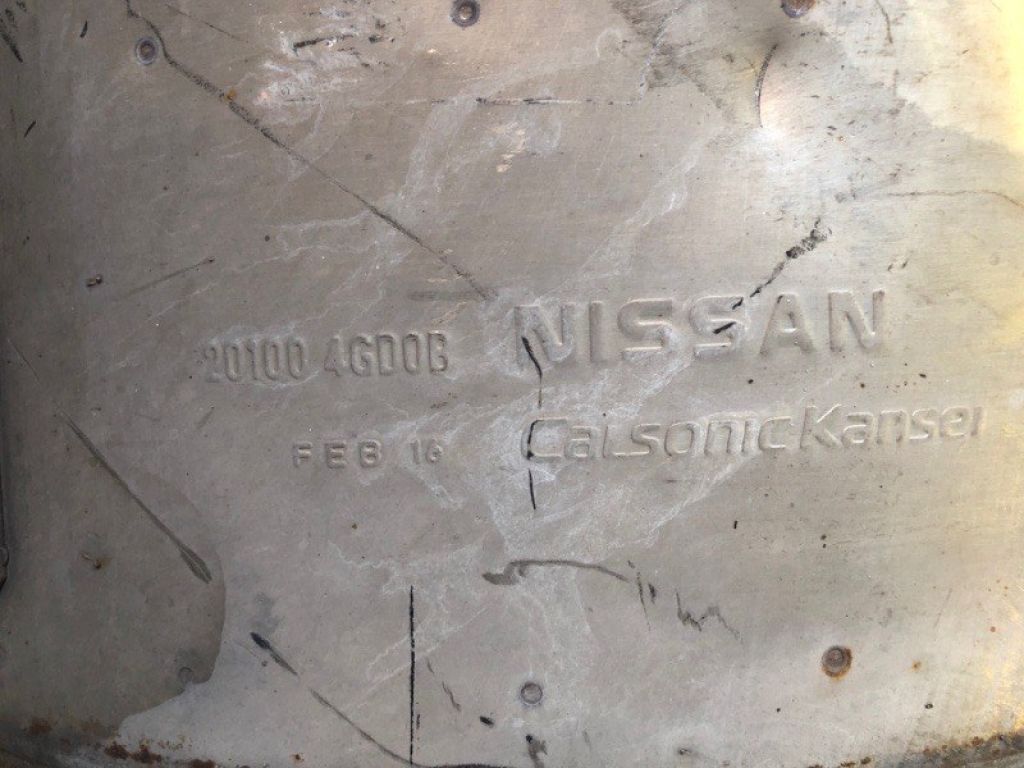 20100 4GD0B NISSAN
FEB 16 CalsonicKansei